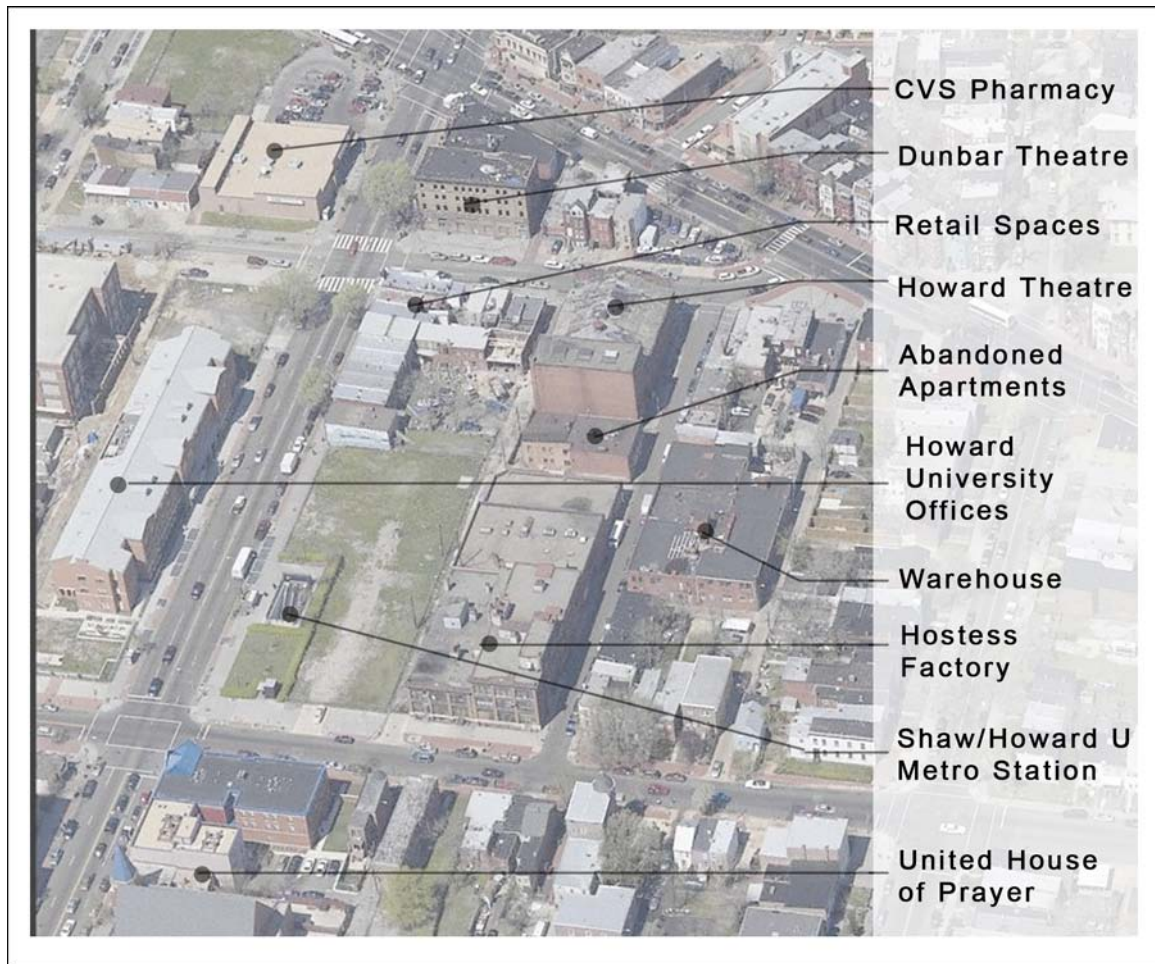 CVS Pharmacy
Dunbar Theatre
Retail Spaces
Howard Theatre
Abandoned
Apartments
Howard
University
Offices
Warehouse
Hostess
Factory
Shaw/Howard U
Metro Station
United House
of Prayer